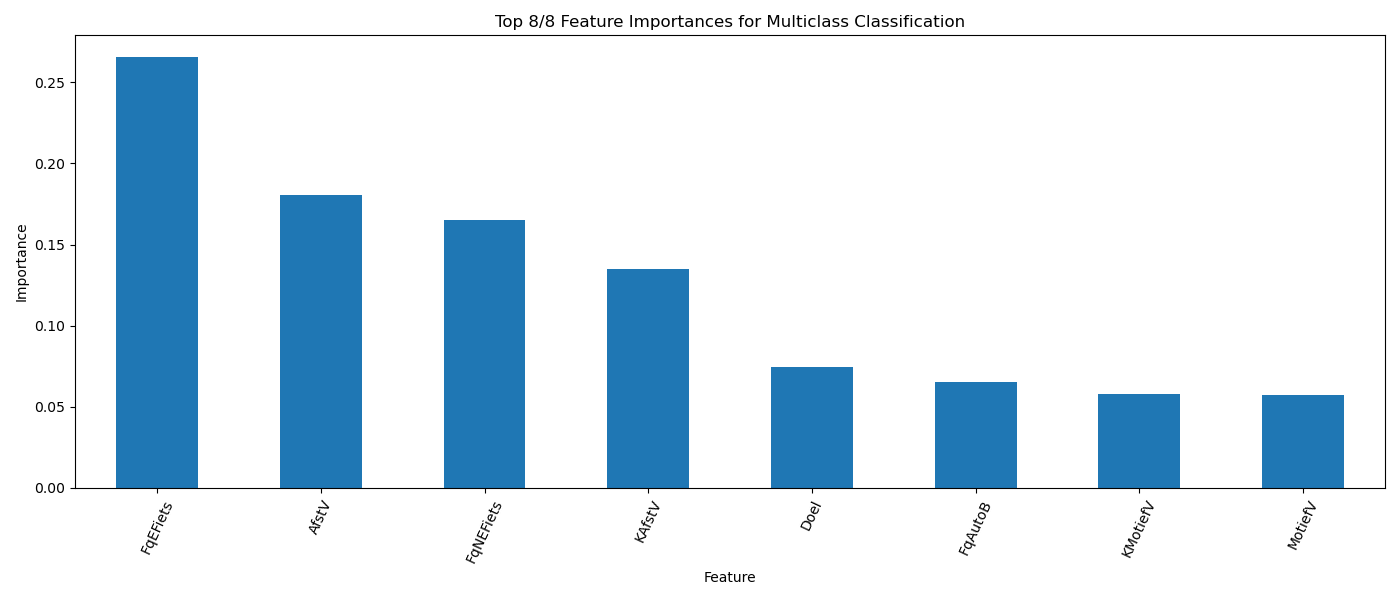 Top 8/8 Feature Importances for Multiclass Classification
Importance
0.25
0.20
0.15
0.10
0.05
0.00
FqEFiets
AfstV
FqNEFiets
KAfstV
Doel
FqAutoB
KMotiefV
MotiefV
Feature